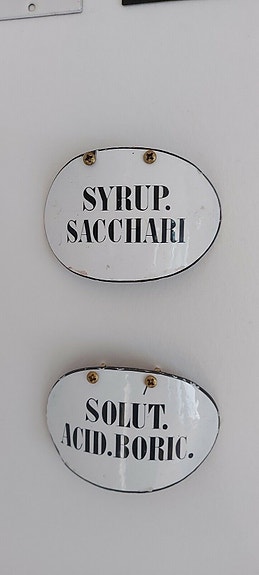 SYRUP.
SACCHARI
SOLUT.
ACID.BORIC.